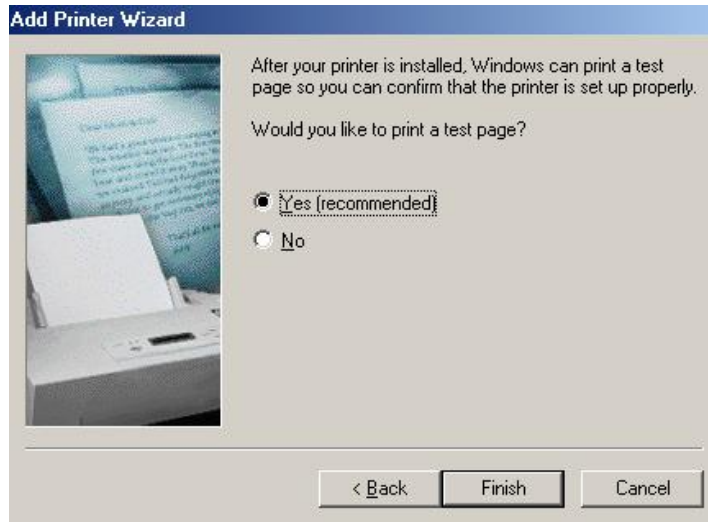 Add Printer Wizard
After your printer is installed, Windows can print a test
page so you can confirm that the printer is set up properly.
Would you like to print a test page?
Yes (recommended)
No
< Back
Finish
Cancel